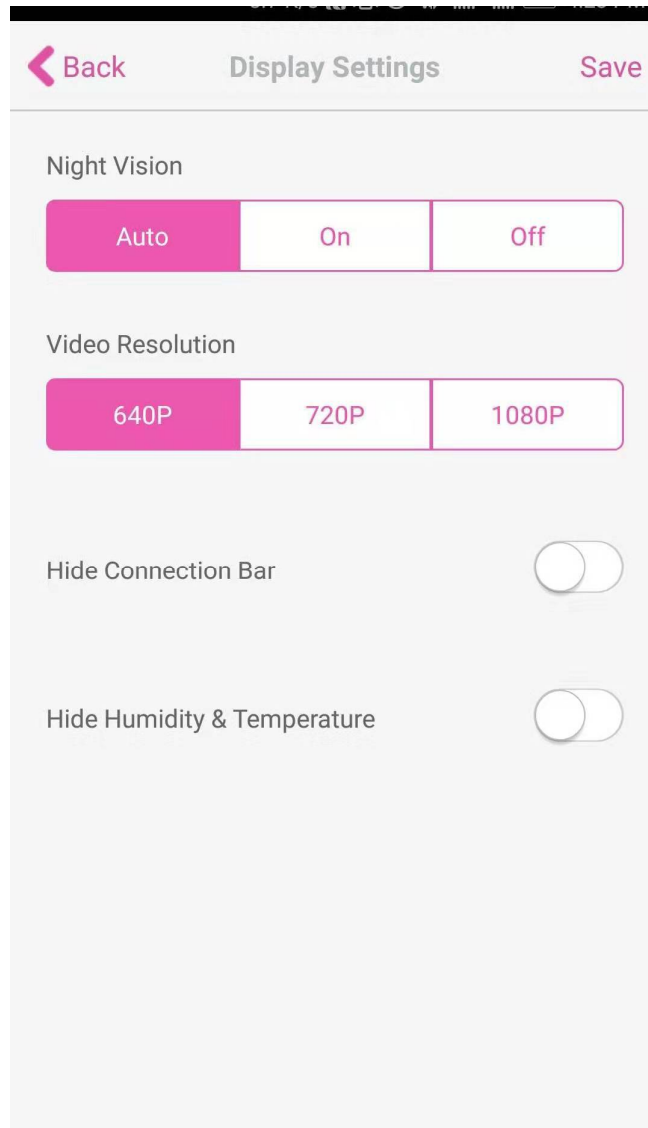 Back Display Settings Save
Night Vision
Auto On Off
Video Resolution
640P 720P 1080P
Hide Connection Bar
Hide Humidity & Temperature